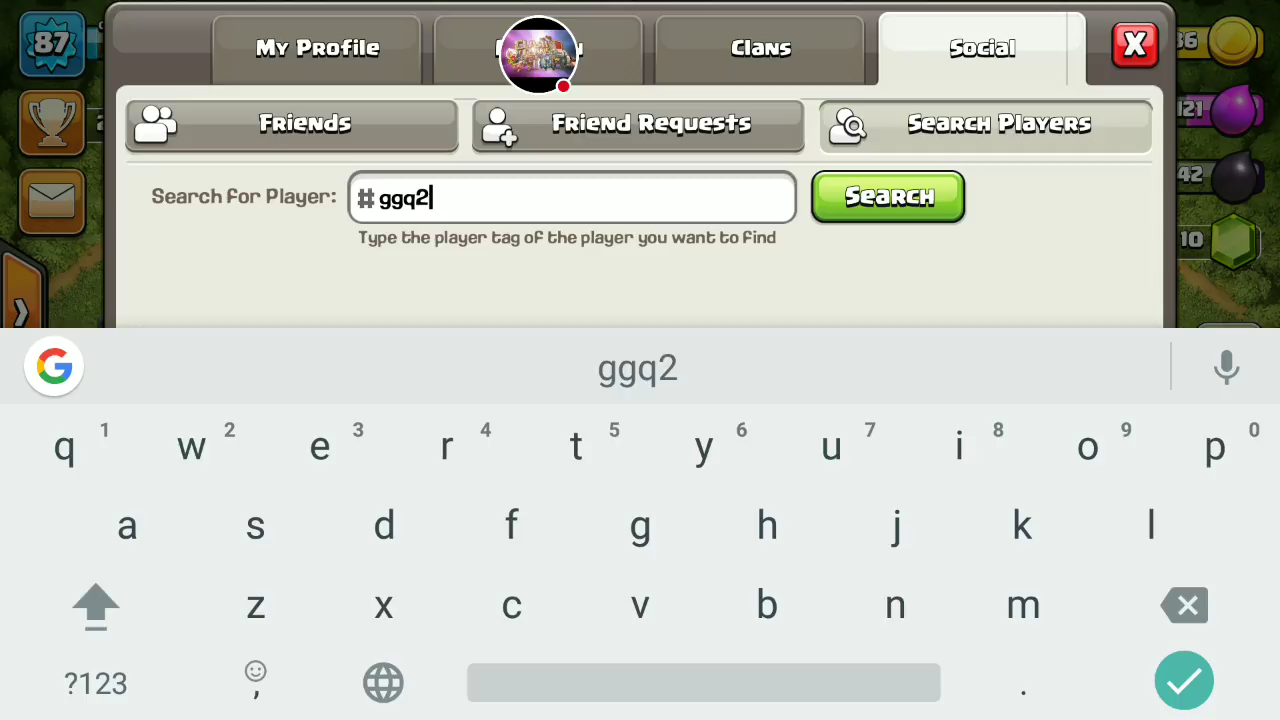 87
My Profile
Clans
Social
X
36
Friends
Friend Requests
Search Players
121
Search for Player:
# ggq2
Search
42
Type the player tag of the player you want to find
10
G
ggq2
q 1 w 2 e 3 r 4 t 5 y 6 u 7 i 8 o 9 p 0
a s d f g h j k l
z x c v b n m
?123 , .